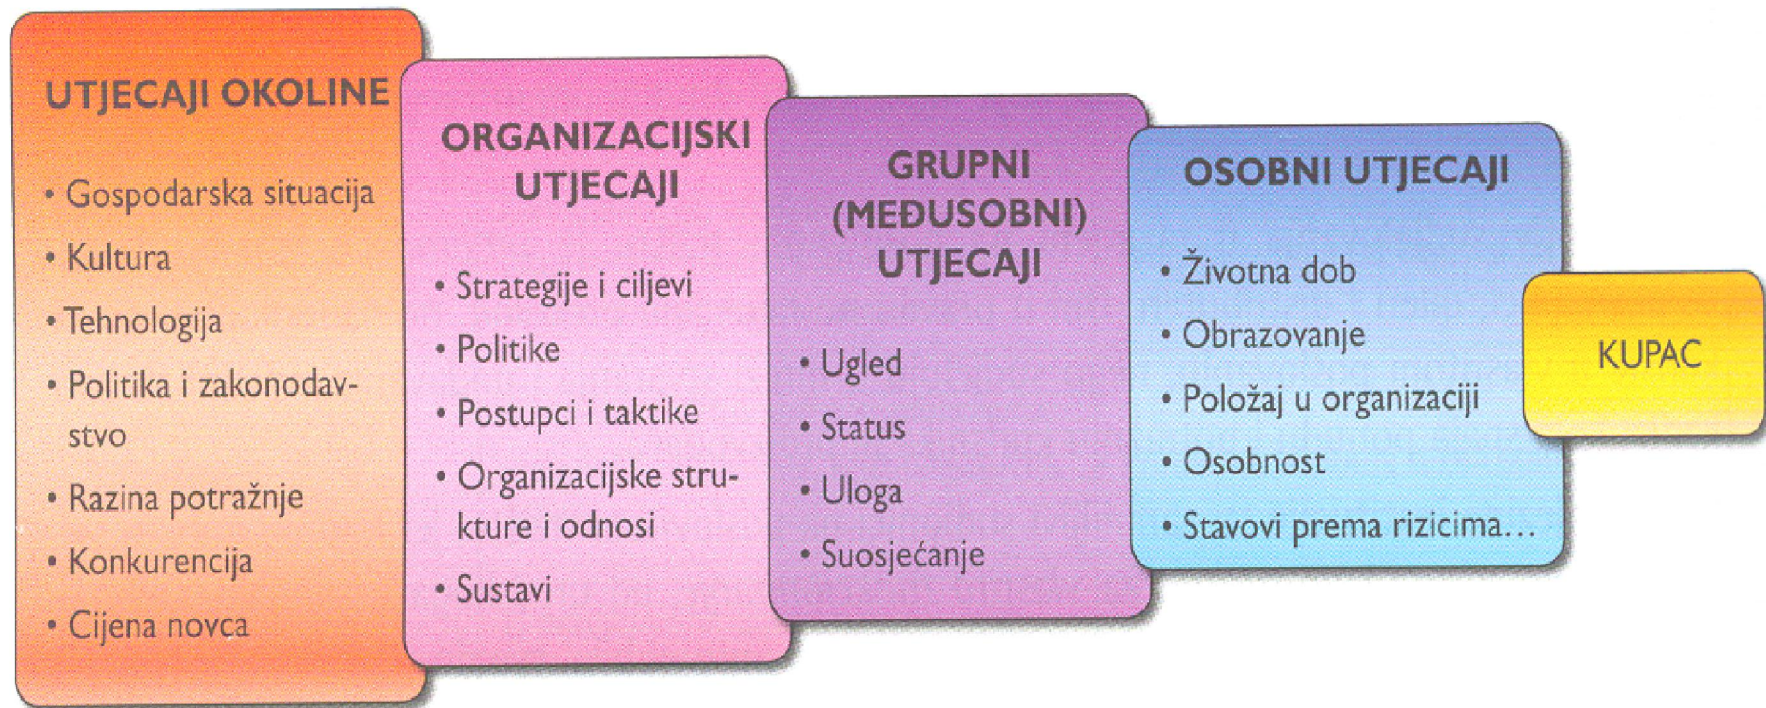 UTJECAJI OKOLINE
• Gospodarska situacija
• Kultura
• Tehnologija
• Politika i zakonodav-
stvo
• Razina potražnje
• Konkurencija
• Cijena novca
ORGANIZACIJSKI
UTJECAJI
• Strategije i ciljevi
• Politike
• Postupci i taktike
• Organizacijske stru-
kture i odnosi
• Sustavi
GRUPNI
(MEĐUSOBNI)
UTJECAJI
• Ugled
• Status
• Uloga
• Suosjećanje
OSOBNI UTJECAJI
• Životna dob
• Obrazovanje
• Položaj u organizaciji
• Osobnost
• Stavovi prema rizicima...
KUPAC